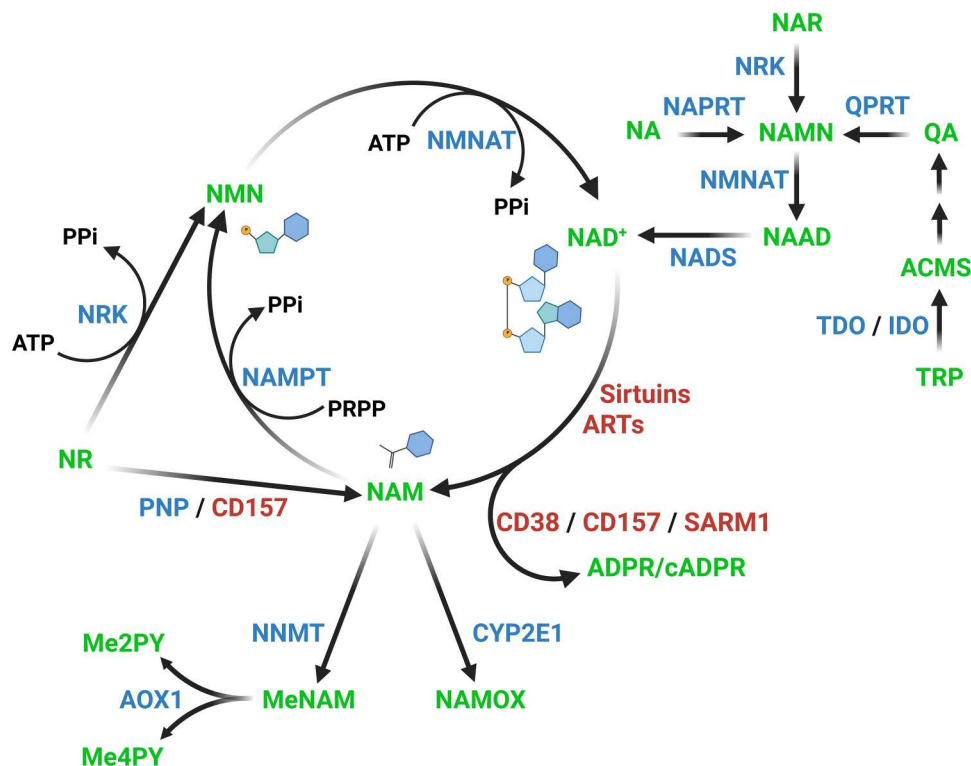 NAR
NRK
NAPRT
QPRT
NA
NAMN
QA
ATP
NMNAT
NMNAT
NMN
PPi
PPi
NAD⁺
NAAD
NADS
ACMS
NRK
PPi
ATP
TDO / IDO
NAMPT
PRPP
TRP
Sirtuins
ARTs
NR
NAM
PNP / CD157
CD38 / CD157 / SARM1
ADPR/cADPR
NNMT
CYP2E1
Me2PY
AOX1
MeNAM
NAMOX
Me4PY
P
P
P